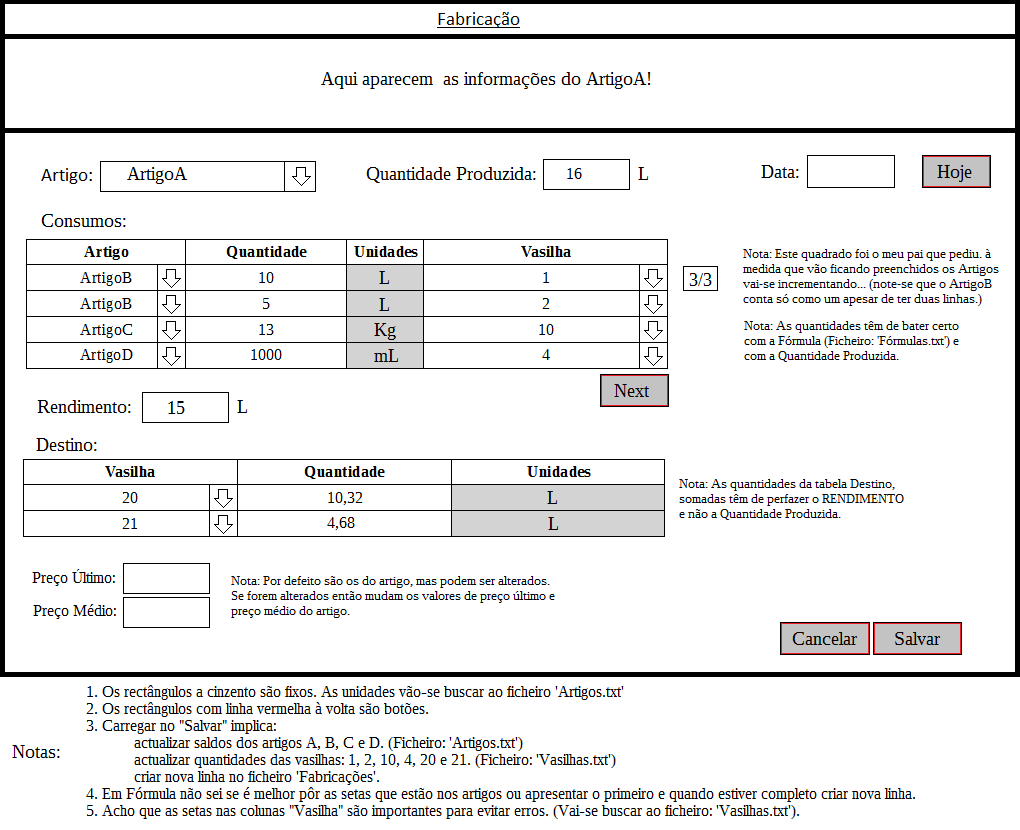 Fabricação
Aqui aparecem as informações do ArtigoA!
Artigo: ArtigoA Quantidade Produzida: 16 L Data: Hoje
Consumos:
Artigo Quantidade Unidades Vasilha
ArtigoB 10 L 1
ArtigoB 5 L 2
ArtigoC 13 Kg 10
ArtigoD 1000 mL 4
3/3
Nota: Este quadrado foi o meu pai que pediu. à
medida que vão ficando preenchidos os Artigos
vai-se incrementando... (note-se que o ArtigoB
conta só como um apesar de ter duas linhas.)
Nota: As quantidades têm de bater certo
com a Fórmula (Ficheiro: 'Fórmulas.txt') e
com a Quantidade Produzida.
Next
Rendimento: 15 L
Destino:
Vasilha Quantidade Unidades
20 10,32 L
21 4,68 L
Nota: As quantidades da tabela Destino,
somadas têm de perfazer o RENDIMENTO
e não a Quantidade Produzida.
Preço Último:
Preço Médio:
Nota: Por defeito são os do artigo, mas podem ser alterados.
Se forem alterados então mudam os valores de preço último e
preço médio do artigo.
Cancelar Salvar
Notas:
1. Os rectângulos a cinzento são fixos. As unidades vão-se buscar ao ficheiro 'Artigos.txt'
2. Os rectângulos com linha vermelha à volta são botões.
3. Carregar no "Salvar" implica:
actualizar saldos dos artigos A, B, C e D. (Ficheiro: 'Artigos.txt')
actualizar quantidades das vasilhas: 1, 2, 10, 4, 20 e 21. (Ficheiro: 'Vasilhas.txt')
criar nova linha no ficheiro 'Fabricações'.
4. Em Fórmula não sei se é melhor pôr as setas que estão nos artigos ou apresentar o primeiro e quando estiver completo criar nova linha.
5. Acho que as setas nas colunas "Vasilha" são importantes para evitar erros. (Vai-se buscar ao ficheiro: 'Vasilhas.txt').